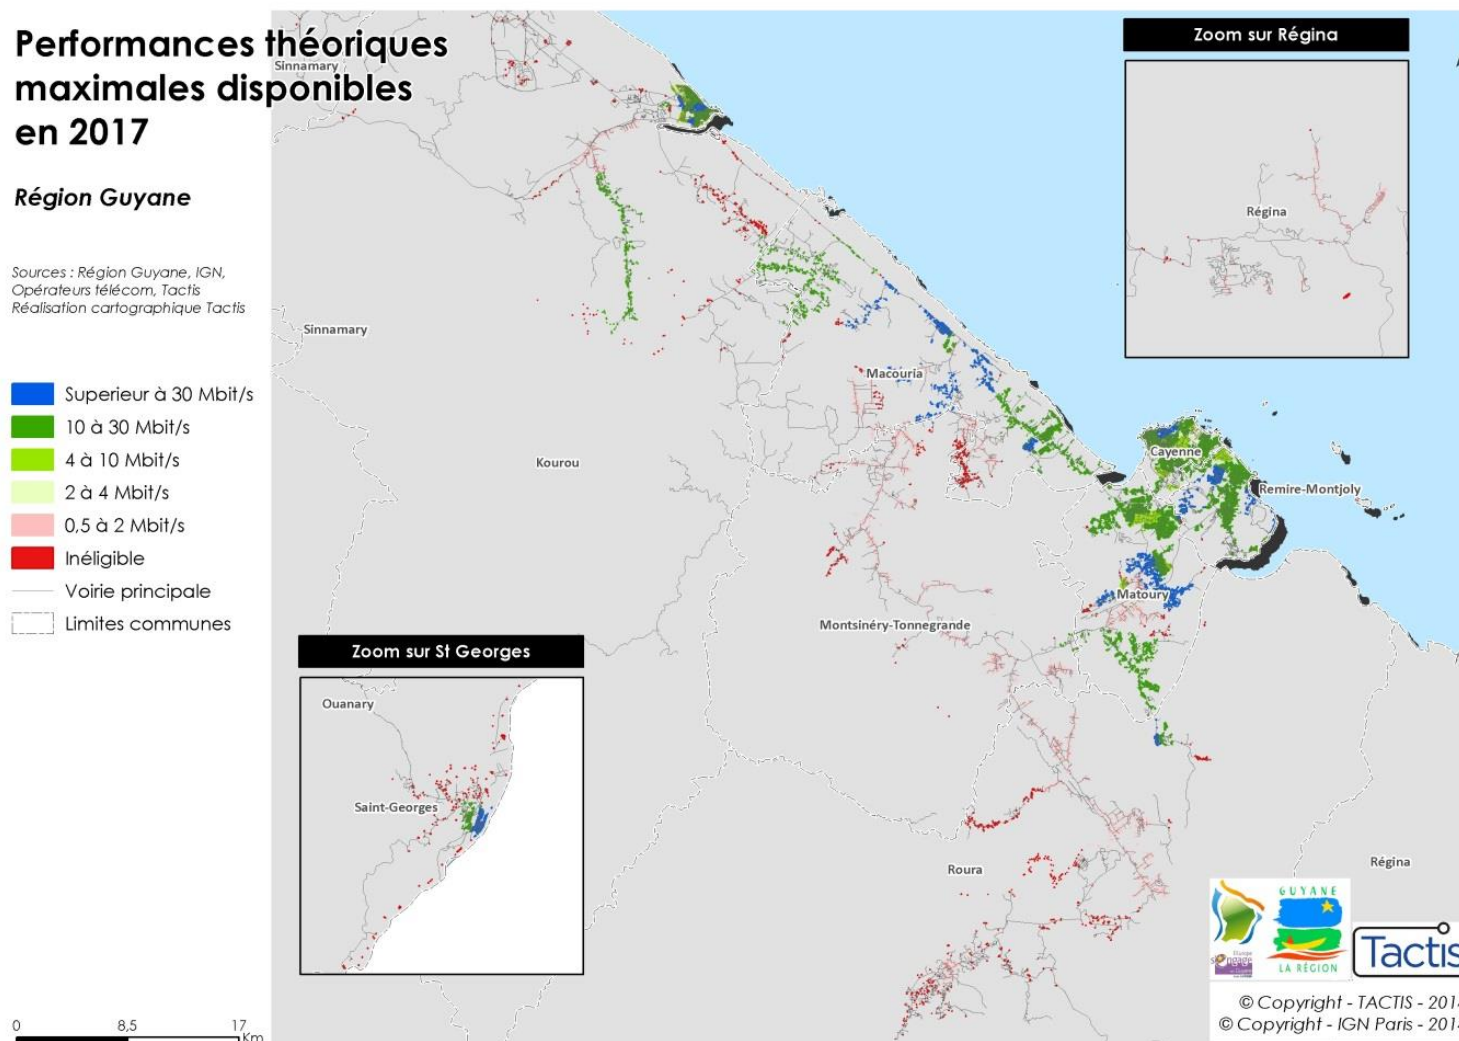 Performances théoriques
maximales disponibles
en 2017
Région Guyane
Sources : Région Guyane, IGN,
Opérateurs télécom, Tactis
Réalisation cartographique Tactis
Superieur à 30 Mbit/s
10 à 30 Mbit/s
4 à 10 Mbit/s
2 à 4 Mbit/s
0,5 à 2 Mbit/s
Inéligible
Voirie principale
Limites communes
0 8,5 17
Km
Sinnamary
Sinnamary
Kourou
Macouria
Cayenne
Remire-Montjoly
Matoury
Montsinéry-Tonnegrande
Roura
Régina
Zoom sur Régina
Régina
Zoom sur St Georges
Ouanary
Saint-Georges
GUYANE
LA RÉGION
Tactis
© Copyright - TACTIS - 201
© Copyright - IGN Paris - 201